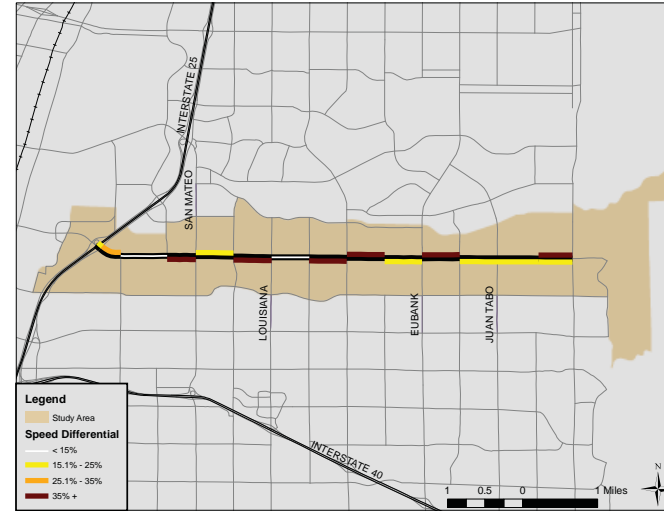 INTERSTATE 25
SAN MATEO
LOUISIANA
EUBANK
JUAN TABO
INTERSTATE 40
Legend
Study Area
Speed Differential
< 15%
15.1% - 25%
25.1% - 35%
35% +
1 0.5 0 1 Miles
N